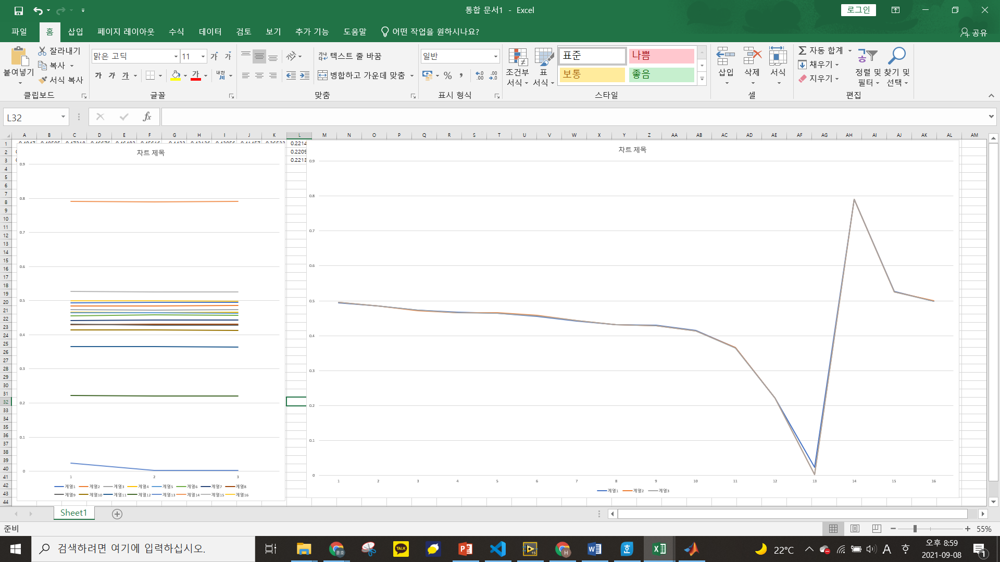 통합 문서1 - Excel
로그인
파일 홈 삽입 페이지 레이아웃 수식 데이터 검토 보기 추가 기능 도움말 어떤 작업을 원하시나요?
공유
붙여넣기
잘라내기
복사
서식 복사
클립보드
맑은 고딕 11
가 가 가
글꼴
텍스트 줄 바꿈
병합하고 가운데 맞춤
맞춤
일반
표시 형식
조건부 서식
표 서식
표준 나쁨
보통 좋음
스타일
삽입 삭제 서식
셀
자동 합계
채우기
지우기
정렬 및 필터
찾기 및 선택
편집
L32
fx
A B C D E F G H I J K L M N O P Q R S T U V W X Y Z AA AB AC AD AE AF AG AH AI AJ AK AL AM
1
2
3
4
5
6
7
8
9
10
11
12
13
14
15
16
17
18
19
20
21
22
23
24
25
26
27
28
29
30
31
32
33
34
35
36
37
38
39
40
41
42
43
44
0.2214
0.2209
0.2213
차트 제목
0.9
0.8
0.7
0.6
0.5
0.4
0.3
0.2
0.1
0
1 2 3
계열1 계열2 계열3 계열4 계열5 계열6 계열7 계열8
계열9 계열10 계열11 계열12 계열13 계열14 계열15 계열16
차트 제목
0.9
0.8
0.7
0.6
0.5
0.4
0.3
0.2
0.1
0
1 2 3 4 5 6 7 8 9 10 11 12 13 14 15 16
계열1 계열2 계열3
Sheet1
준비
55%
검색하려면 여기에 입력하십시오.
TALK
22°C
A
오후 8:59
2021-09-08
1